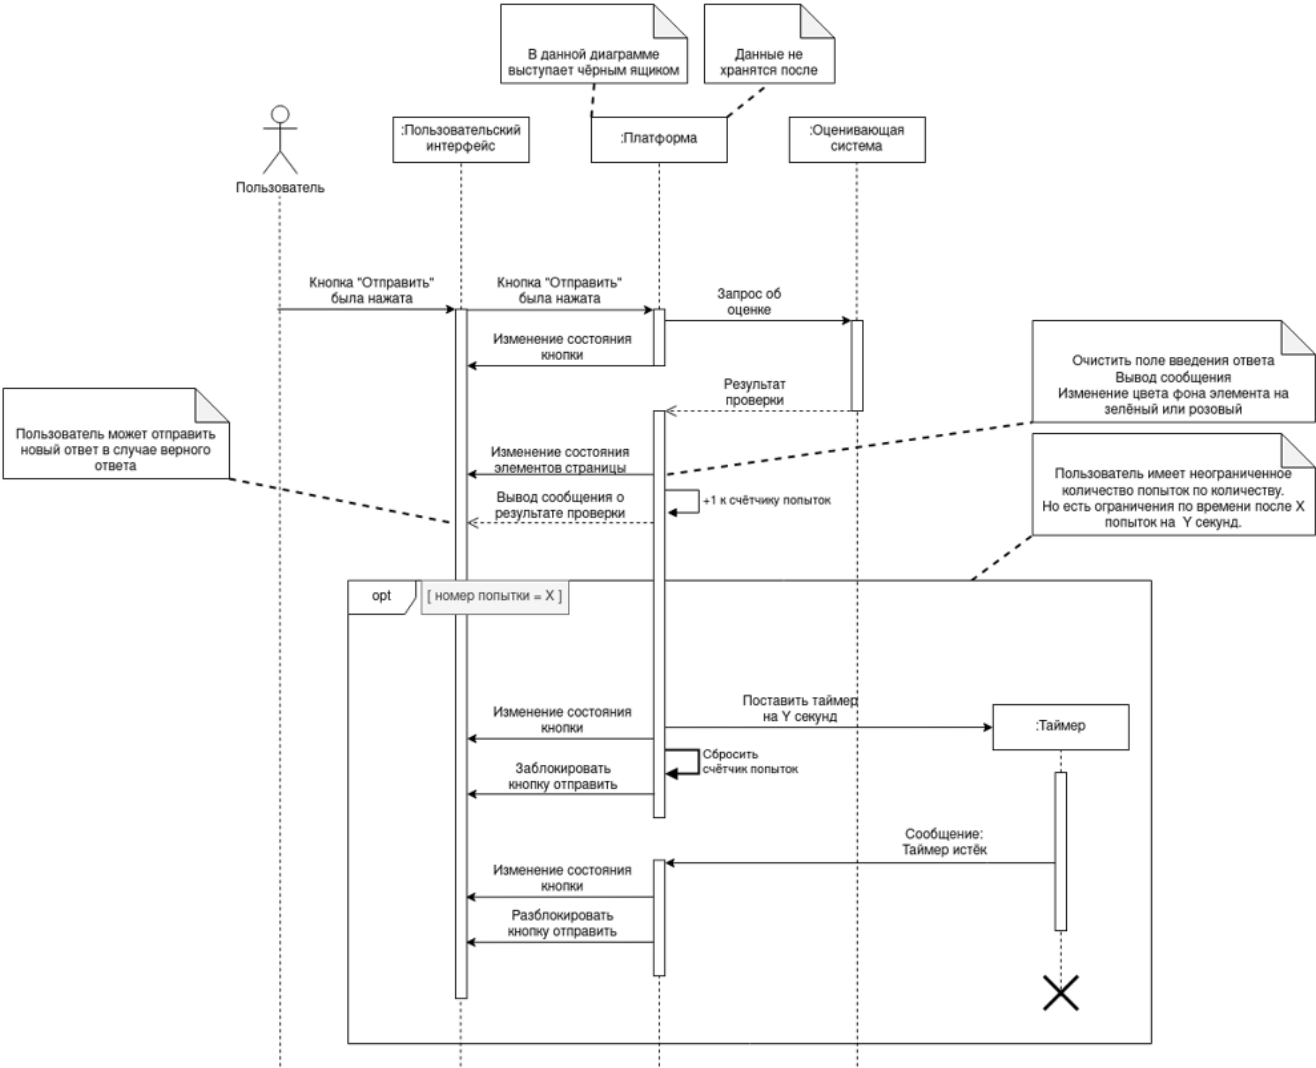 В данной диаграмме
выступает чёрным ящиком
Данные не
хранятся после
Пользователь
:Пользовательский
интерфейс
:Платформа
:Оценивающая
система
Кнопка "Отправить"
была нажата
Кнопка "Отправить"
была нажата
Запрос об
оценке
Изменение состояния
кнопки
Результат
проверки
Очистить поле введения ответа
Вывод сообщения
Изменение цвета фона элемента на
зелёный или розовый
Пользователь может отправить
новый ответ в случае верного
ответа
Изменение состояния
элементов страницы
Вывод сообщения о
результате проверки
+1 к счётчику попыток
Пользователь имеет неограниченное
количество попыток по количеству.
Но есть ограничения по времени после X
попыток на Y секунд.
opt
[ номер попытки = X ]
Поставить таймер
на Y секунд
:Таймер
Изменение состояния
кнопки
Сбросить
счётчик попыток
Заблокировать
кнопку отправить
Сообщение:
Таймер истёк
Изменение состояния
кнопки
Разблокировать
кнопку отправить